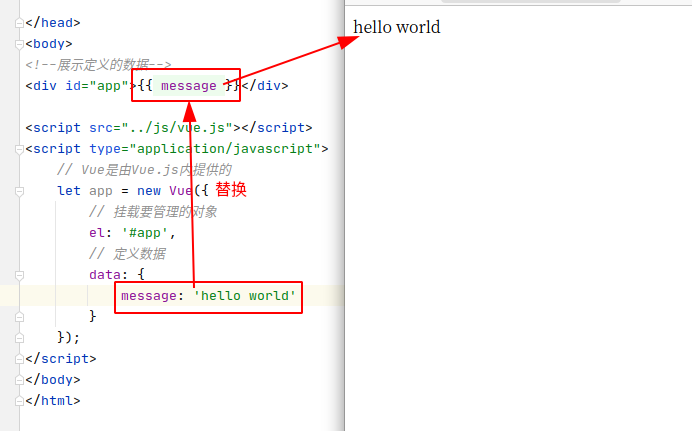 </head>
<body>
<!--展示定义的数据-->
<div id="app">{{ message }}</div>
<script src="../js/vue.js"></script>
<script type="application/javascript">
// Vue是由Vue.js内提供的
let app = new Vue({ 替换
// 挂载要管理的对象
el: '#app',
// 定义数据
data: {
message: 'hello world'
}
});
</script>
</body>
</html>
hello world